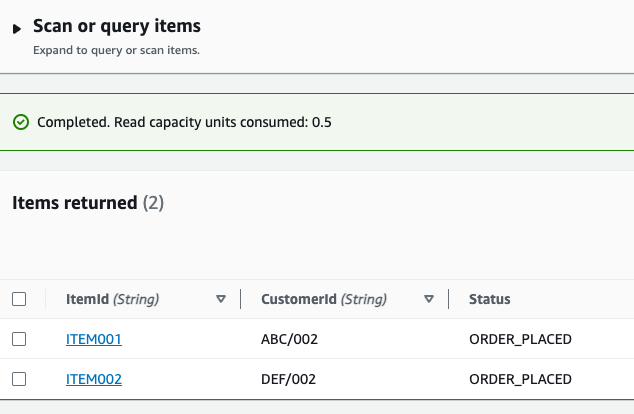 Scan or query items
Expand to query or scan items.
Completed. Read capacity units consumed: 0.5
Items returned (2)
ItemId (String) CustomerId (String) Status
ITEM001 ABC/002 ORDER_PLACED
ITEM002 DEF/002 ORDER_PLACED